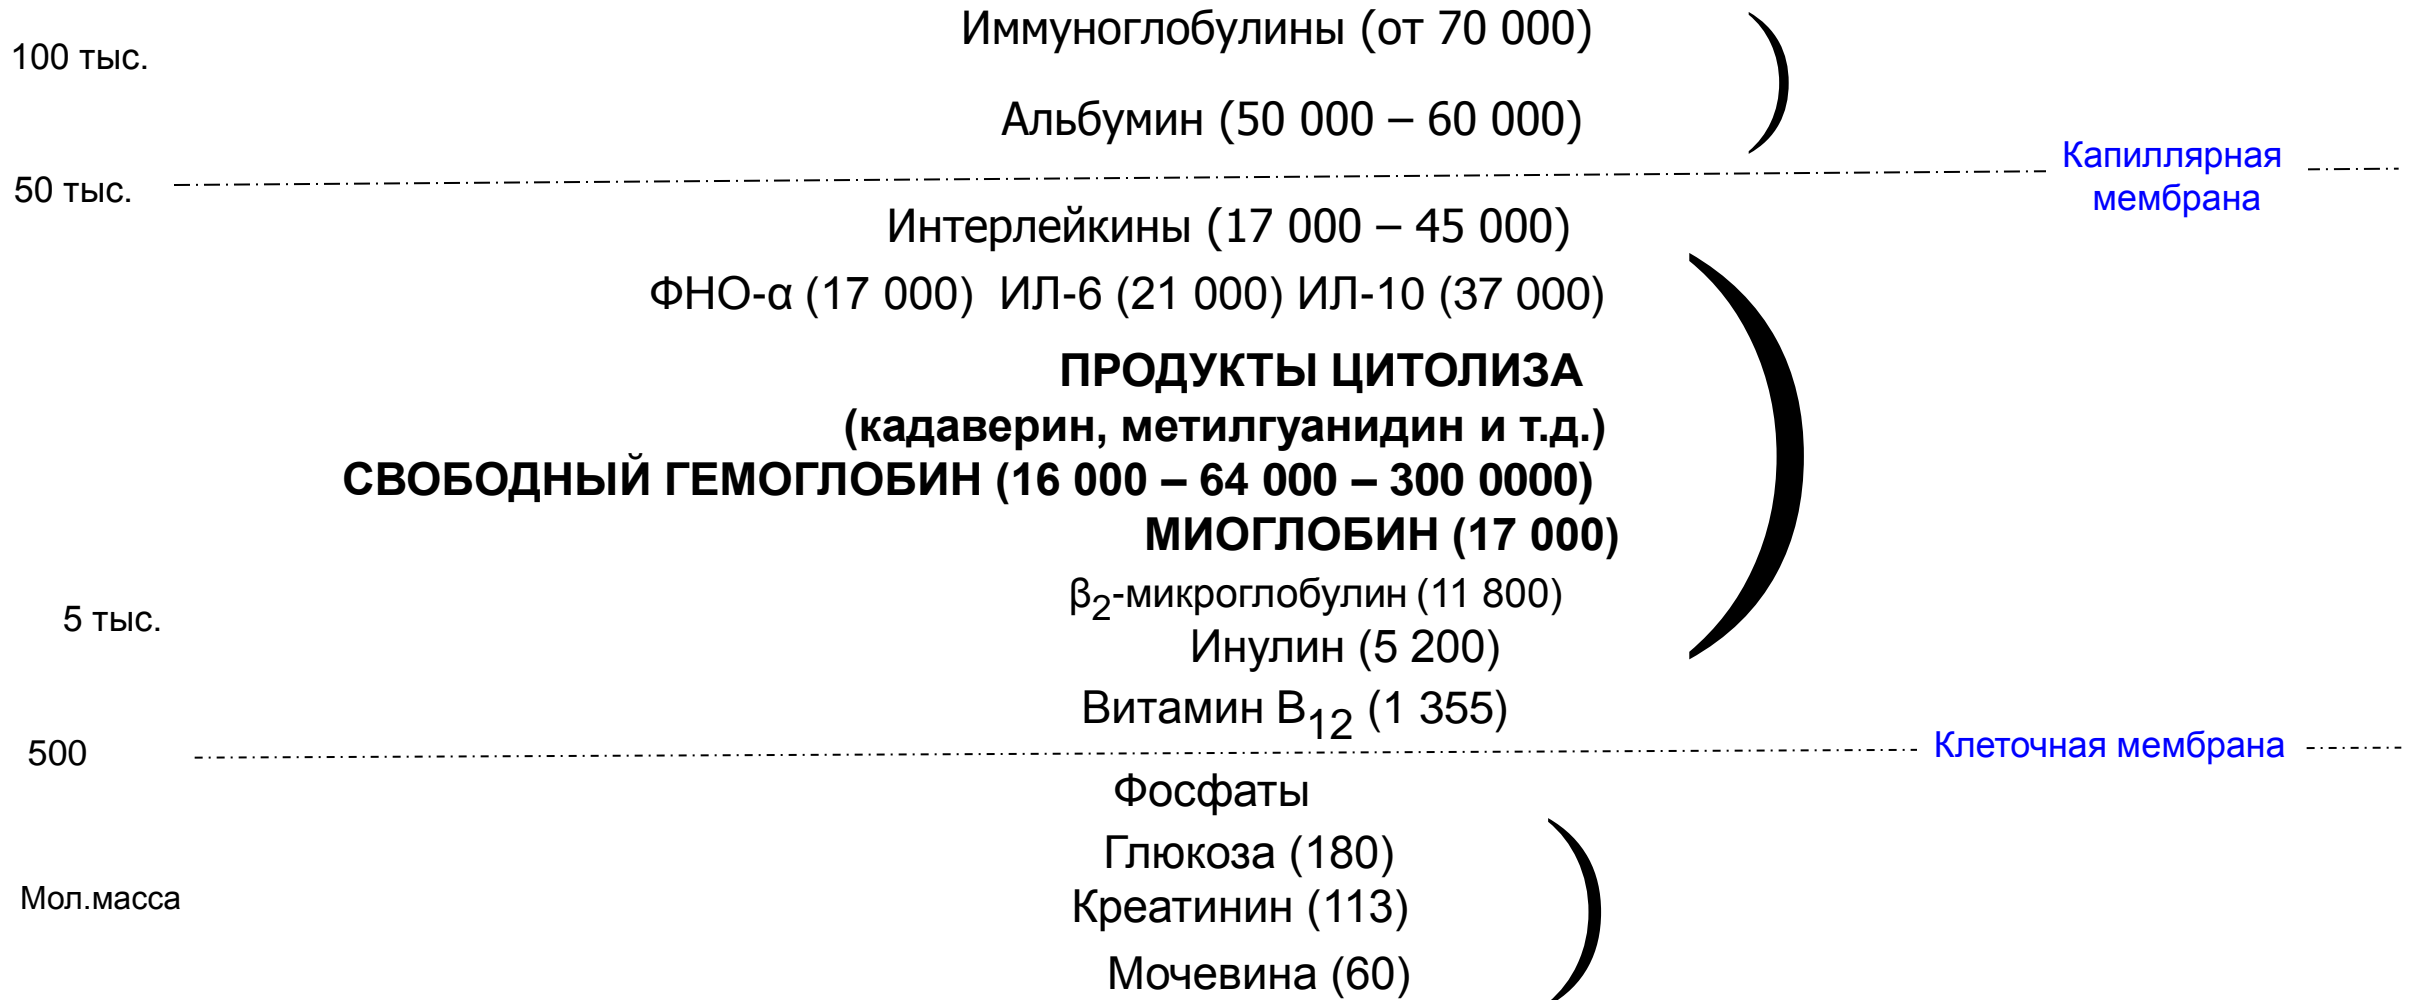 Иммуноглобулины (от 70 000)
100 тыс.
Альбумин (50 000 – 60 000)
Капиллярная
мембрана
50 тыс.
Интерлейкины (17 000 – 45 000)
ФНО-α (17 000) ИЛ-6 (21 000) ИЛ-10 (37 000)
ПРОДУКТЫ ЦИТОЛИЗА
(кадаверин, метилгуанидин и т.д.)
СВОБОДНЫЙ ГЕМОГЛОБИН (16 000 – 64 000 – 300 0000)
МИОГЛОБИН (17 000)
β2-микроглобулин (11 800)
5 тыс.
Инулин (5 200)
Витамин B12 (1 355)
500
Клеточная мембрана
Фосфаты
Глюкоза (180)
Мол.масса
Креатинин (113)
Мочевина (60)